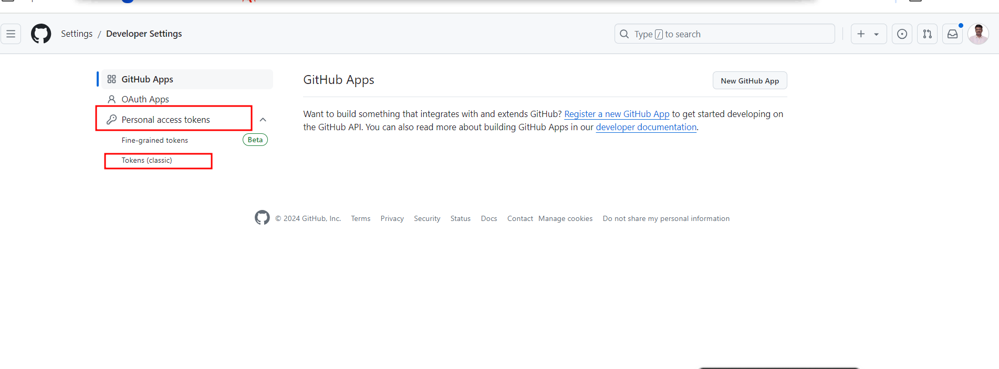 Settings / Developer Settings
Type / to search
GitHub Apps
OAuth Apps
Personal access tokens
Fine-grained tokens Beta
Tokens (classic)
GitHub Apps
New GitHub App
Want to build something that integrates with and extends GitHub? Register a new GitHub App to get started developing on
the GitHub API. You can also read more about building GitHub Apps in our developer documentation.
© 2024 GitHub, Inc. Terms Privacy Security Status Docs Contact Manage cookies Do not share my personal information